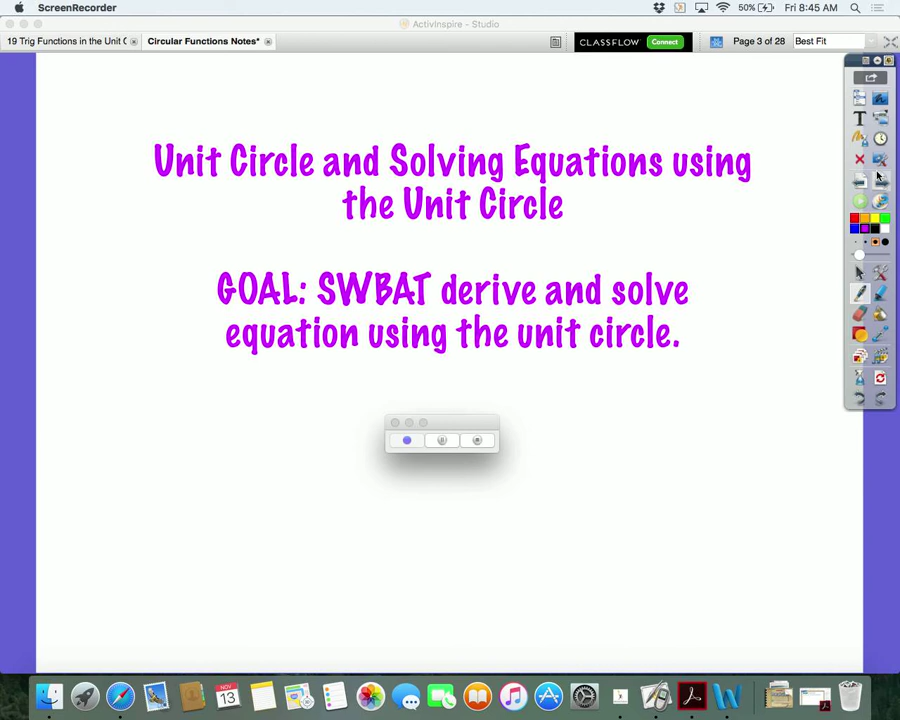 ScreenRecorder
50%
Fri 8:45 AM
ActivInspire - Studio
19 Trig Functions in the Unit C
Circular Functions Notes*
CLASSFLOW
Connect
Page 3 of 28
Best Fit
Unit Circle and Solving Equations using
the Unit Circle
GOAL: SWBAT derive and solve
equation using the unit circle.
NOV
13